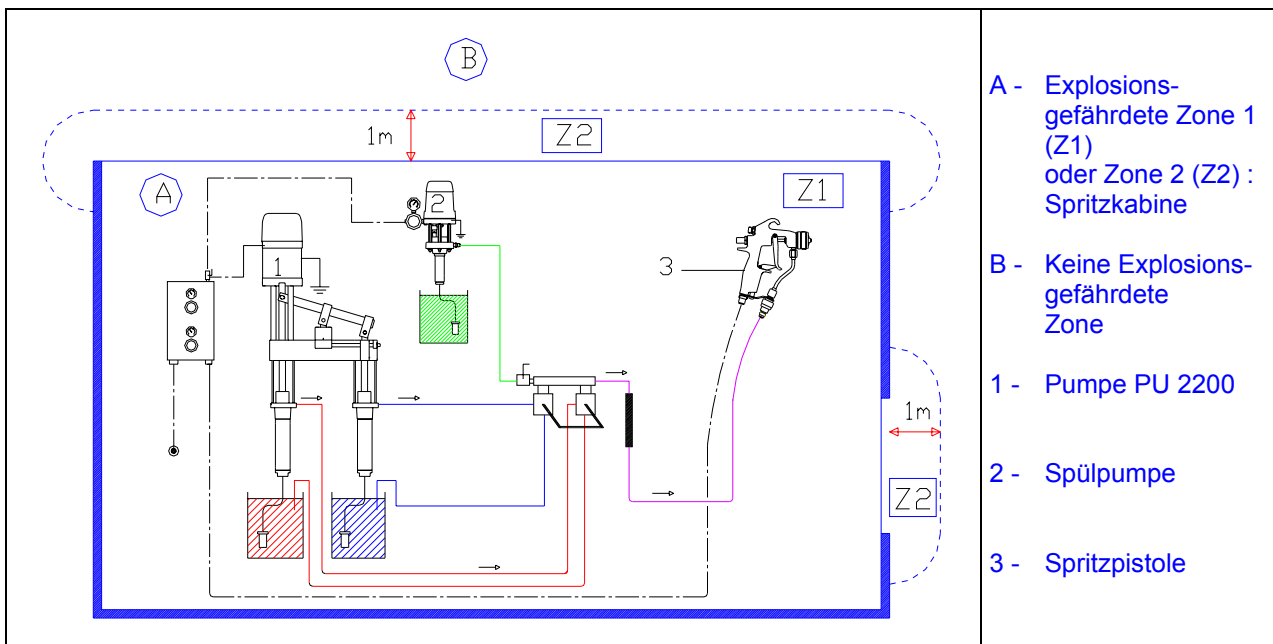 B
1m
Z2
A
2
Z1
1
3
1m
Z2
A - Explosions-
gefährdete Zone 1
(Z1)
oder Zone 2 (Z2) :
Spritzkabine
B - Keine Explosions-
gefährdete
Zone
1 - Pumpe PU 2200
2 - Spülpumpe
3 - Spritzpistole